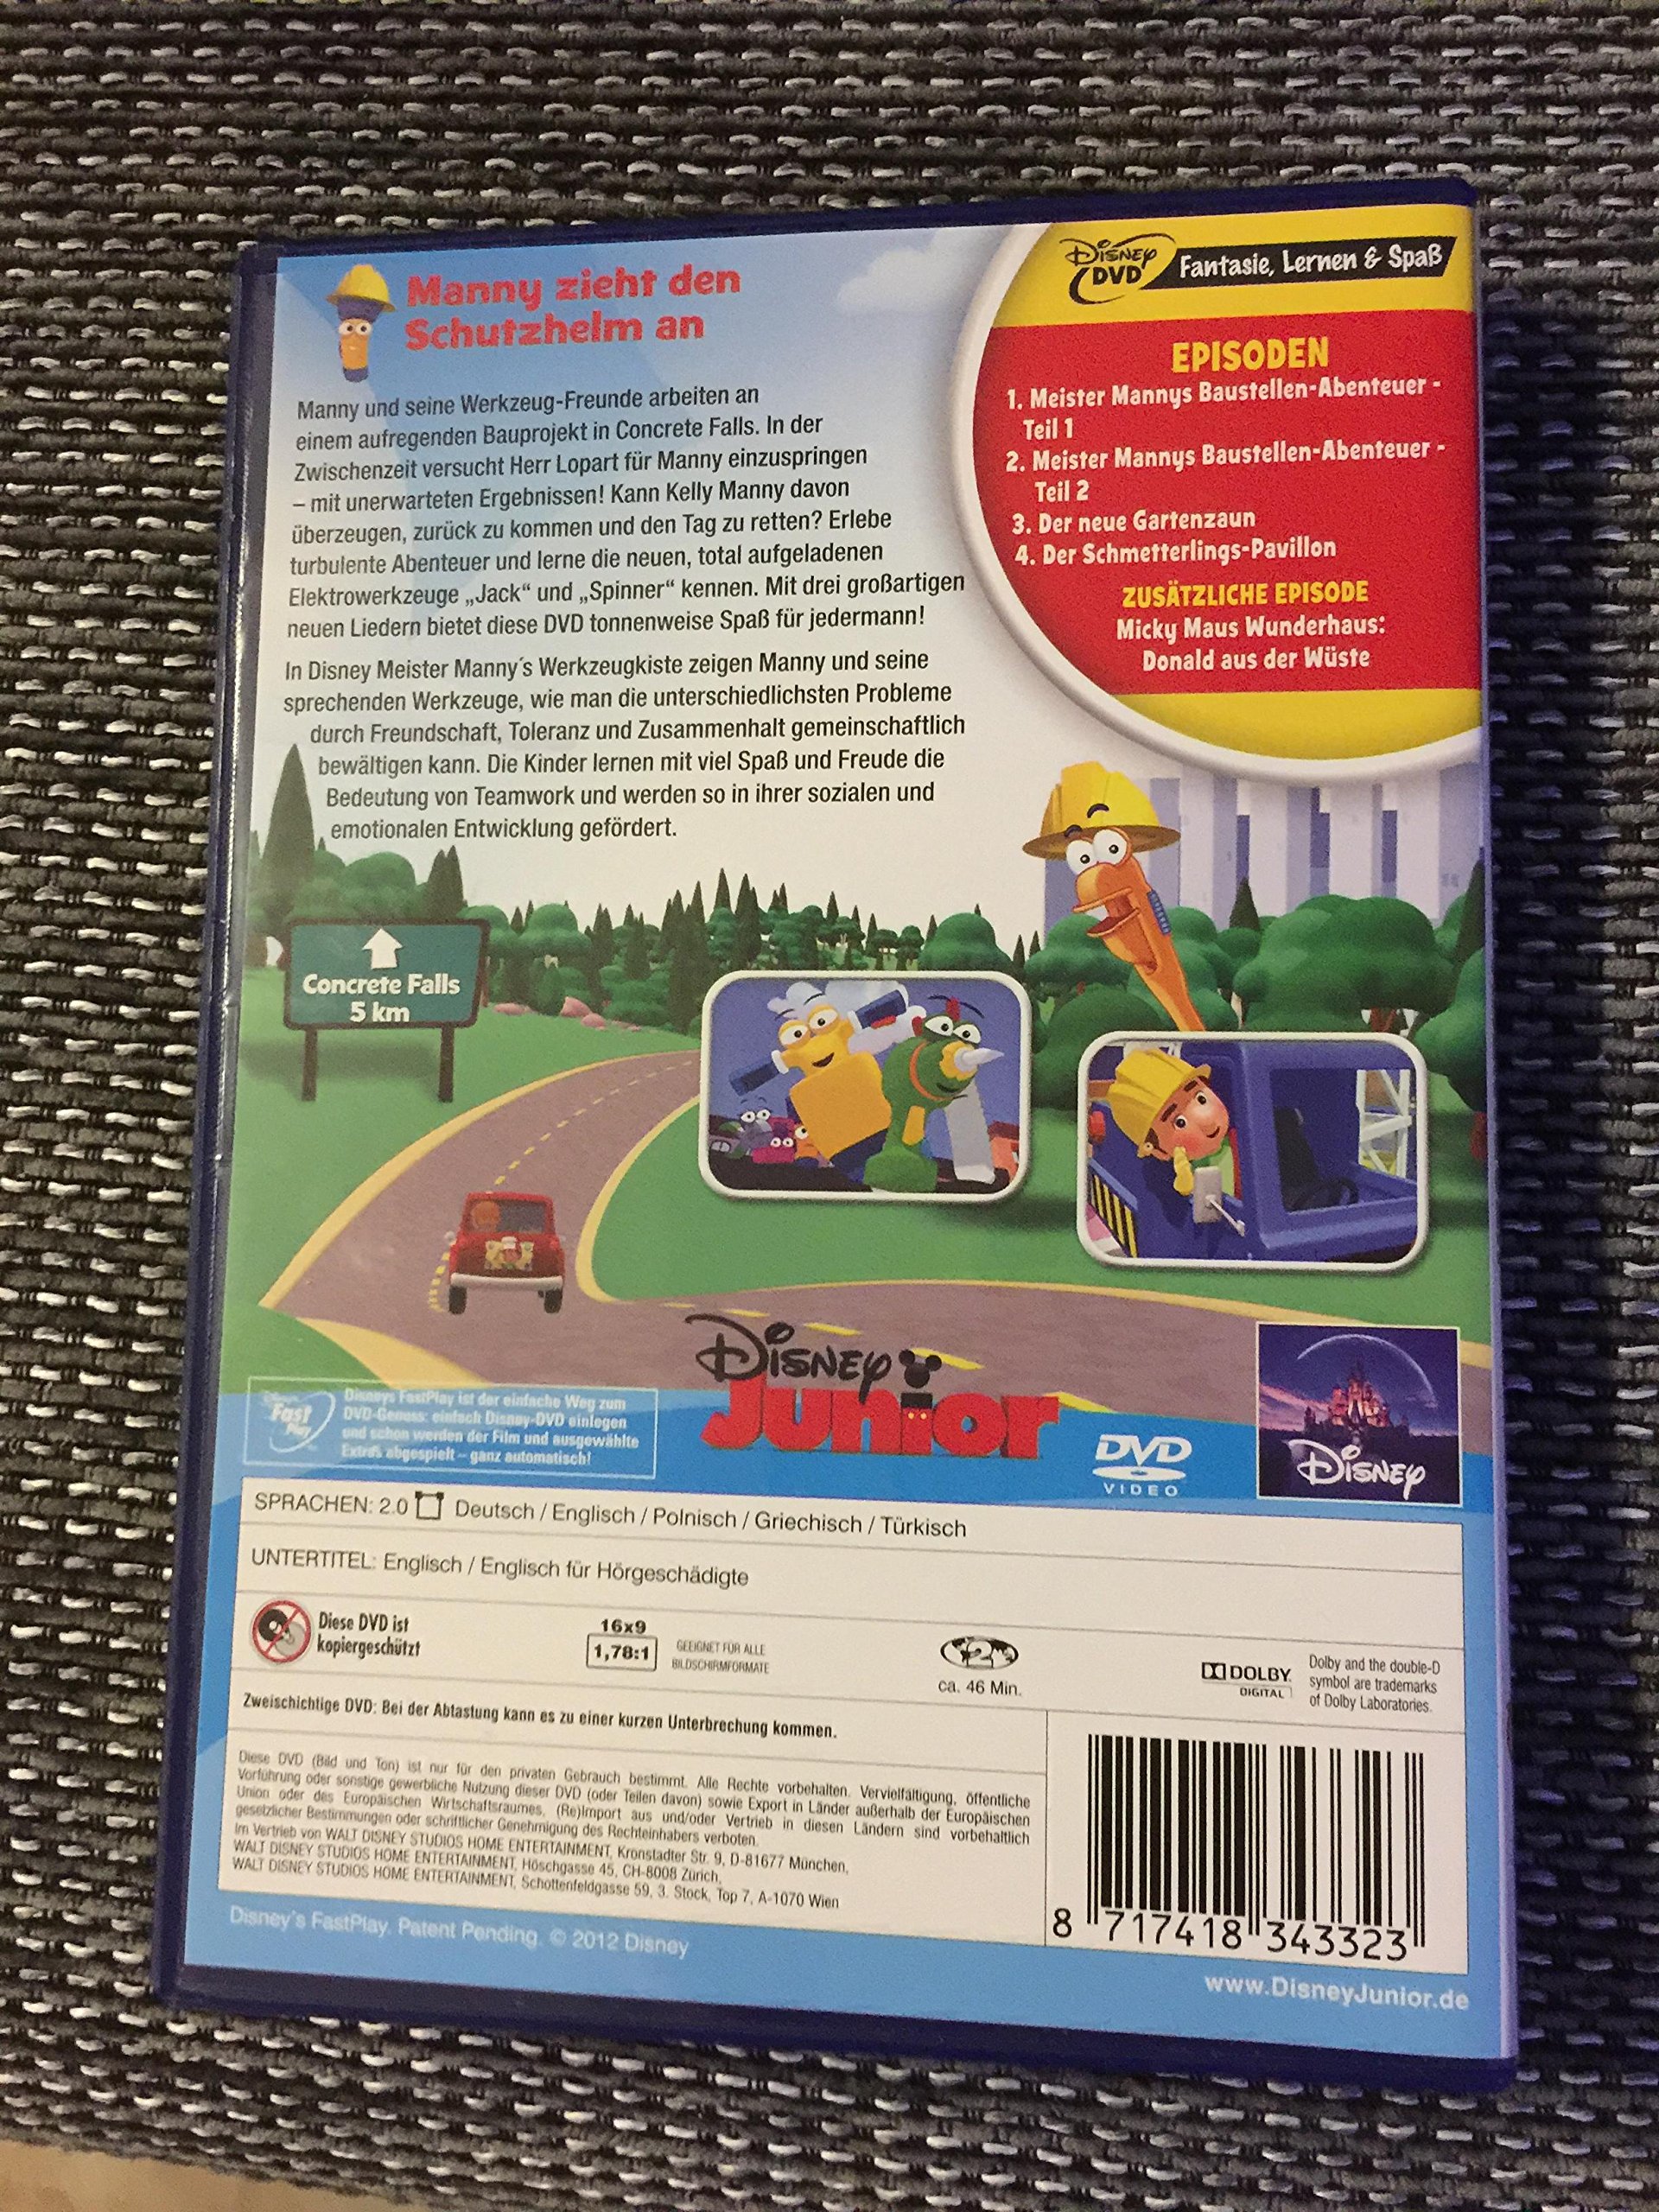 Manny zieht den
Schutzhelm an
Manny und seine Werkzeug-Freunde arbeiten an
einem aufregenden Bauprojekt in Concrete Falls. In der
Zwischenzeit versucht Herr Lopart für Manny einzuspringen
– mit unerwarteten Ergebnissen! Kann Kelly Manny davon
überzeugen, zurück zu kommen und den Tag zu retten? Erlebe
turbulente Abenteuer und lerne die neuen, total aufgeladenen
Elektrowerkzeuge „Jack“ und „Spinner“ kennen. Mit drei großartigen
neuen Liedern bietet diese DVD tonnenweise Spaß für jedermann!
In Disney Meister Manny´s Werkzeugkiste zeigen Manny und seine
sprechenden Werkzeuge, wie man die unterschiedlichsten Probleme
durch Freundschaft, Toleranz und Zusammenhalt gemeinschaftlich
bewältigen kann. Die Kinder lernen mit viel Spaß und Freude die
Bedeutung von Teamwork und werden so in ihrer sozialen und
emotionalen Entwicklung gefördert.
Disney DVD Fantasie, Lernen & Spaß
EPISODEN
1. Meister Mannys Baustellen-Abenteuer -
Teil 1
2. Meister Mannys Baustellen-Abenteuer -
Teil 2
3. Der neue Gartenzaun
4. Der Schmetterlings-Pavillon
ZUSÄTZLICHE EPISODE
Micky Maus Wunderhaus:
Donald aus der Wüste
Concrete Falls
5 km
Disney's Fast Play
Disneys FastPlay ist der einfache Weg zum
DVD-Genuss: einfach Disney-DVD einlegen
und schon werden der Film und ausgewählte
Extras abgespielt – ganz automatisch!
Disney Junior
DVD VIDEO
Disney
SPRACHEN: 2.0 Deutsch / Englisch / Polnisch / Griechisch / Türkisch
UNTERTITEL: Englisch / Englisch für Hörgeschädigte
Diese DVD ist
kopiergeschützt
16x9
1,78:1
GEEIGNET FÜR ALLE
BILDSCHIRMFORMATE
2
ca. 46 Min.
DOLBY
DIGITAL
Dolby and the double-D
symbol are trademarks
of Dolby Laboratories.
Zweischichtige DVD: Bei der Abtastung kann es zu einer kurzen Unterbrechung kommen.
Diese DVD (Bild und Ton) ist nur für den privaten Gebrauch bestimmt. Alle Rechte vorbehalten. Vervielfältigung, öffentliche
Vorführung oder sonstige gewerbliche Nutzung dieser DVD (oder Teilen davon) sowie Export in Länder außerhalb der Europäischen
Union oder des Europäischen Wirtschaftsraumes, (Re)Import aus und/oder Vertrieb in diesen Ländern sind vorbehaltlich
gesetzlicher Bestimmungen oder schriftlicher Genehmigung des Rechteinhabers verboten.
Im Vertrieb von WALT DISNEY STUDIOS HOME ENTERTAINMENT, Kronstadter Str. 9, D-81677 München,
WALT DISNEY STUDIOS HOME ENTERTAINMENT, Höschgasse 45, CH-8008 Zürich,
WALT DISNEY STUDIOS HOME ENTERTAINMENT, Schottenfeldgasse 59, 3. Stock, Top 7, A-1070 Wien
8 717418 343323
Disney's FastPlay. Patent Pending. © 2012 Disney
www.DisneyJunior.de